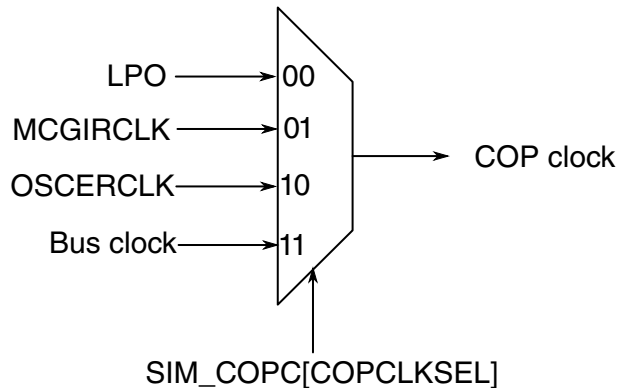 LPO 00
MCGIRCLK 01
COP clock
OSCERCLK 10
Bus clock 11
SIM_COPC[COPCLKSEL]